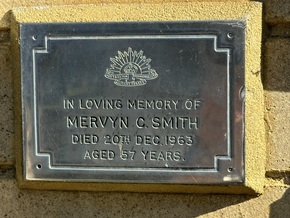 IN LOVING MEMORY OF
MERVYN C. SMITH
DIED 20TH DEC. 1963
AGED 57 YEARS.